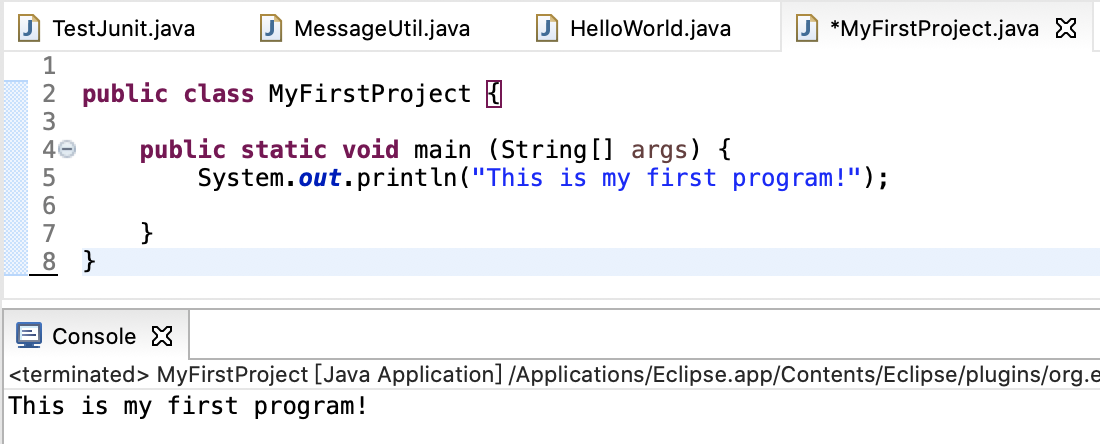 TestJunit.java MessageUtil.java HelloWorld.java *MyFirstProject.java
1
2 public class MyFirstProject {
3
4 public static void main (String[] args) {
5 System.out.println("This is my first program!");
6
7 }
8 }
Console
<terminated> MyFirstProject [Java Application] /Applications/Eclipse.app/Contents/Eclipse/plugins/org.e
This is my first program!